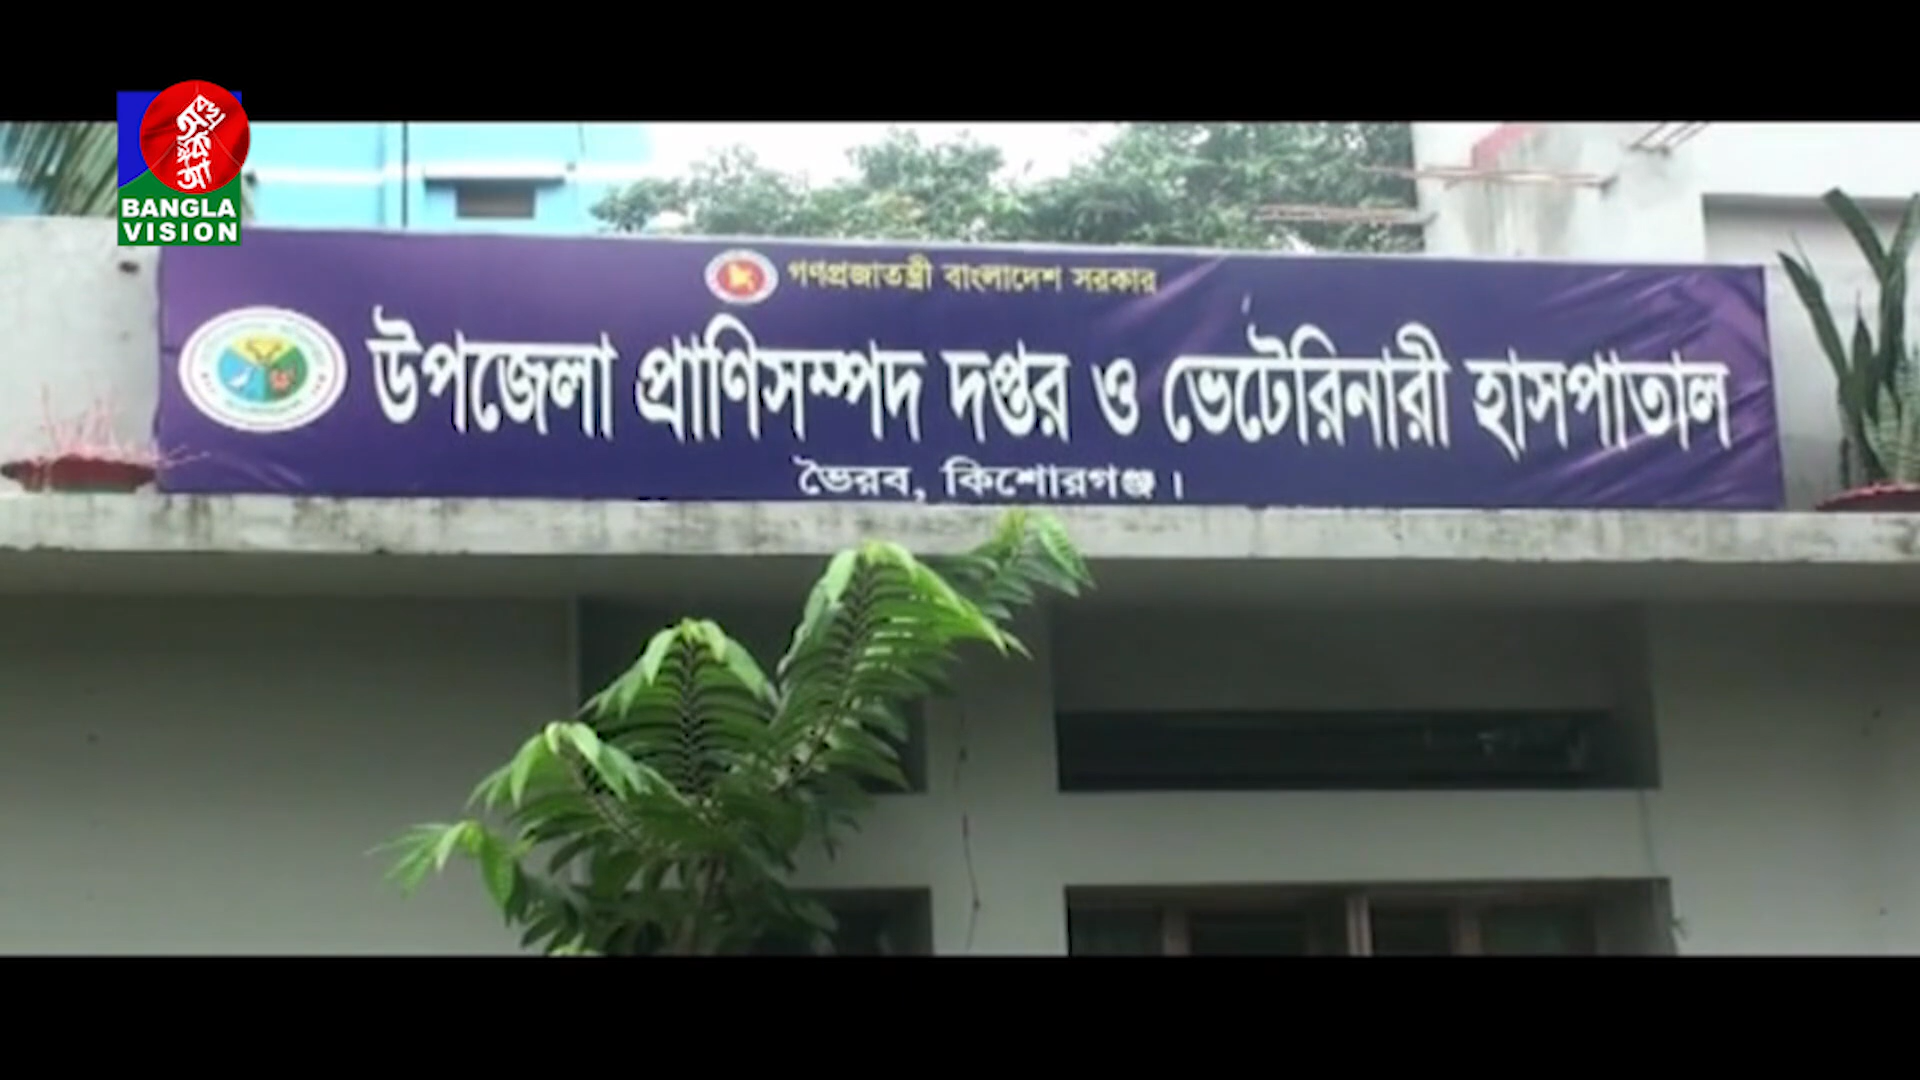 BANGLA
VISION
গণপ্রজাতন্ত্রী বাংলাদেশ সরকার
উপজেলা প্রাণিসম্পদ দপ্তর ও ভেটেরিনারী হাসপাতাল
ভৈরব, কিশোরগঞ্জ।